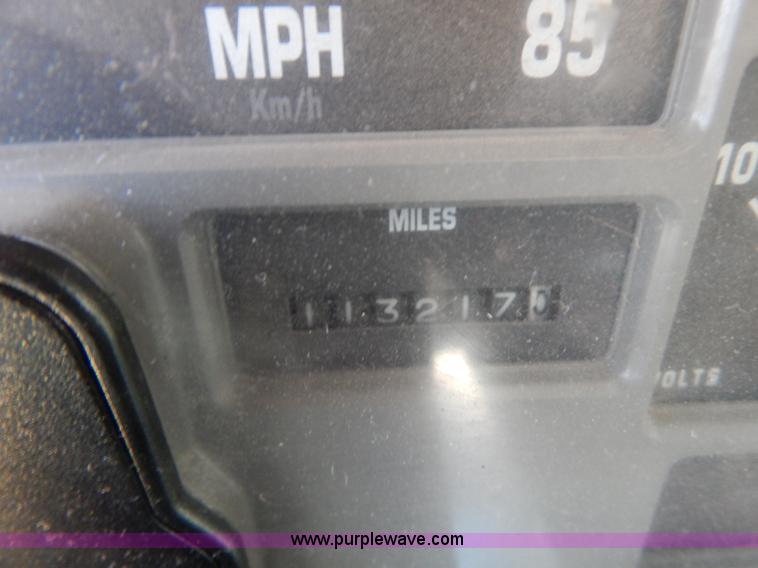 MPH 85
Km/h
10
MILES
113217
VOLTS
www.purplewave.com